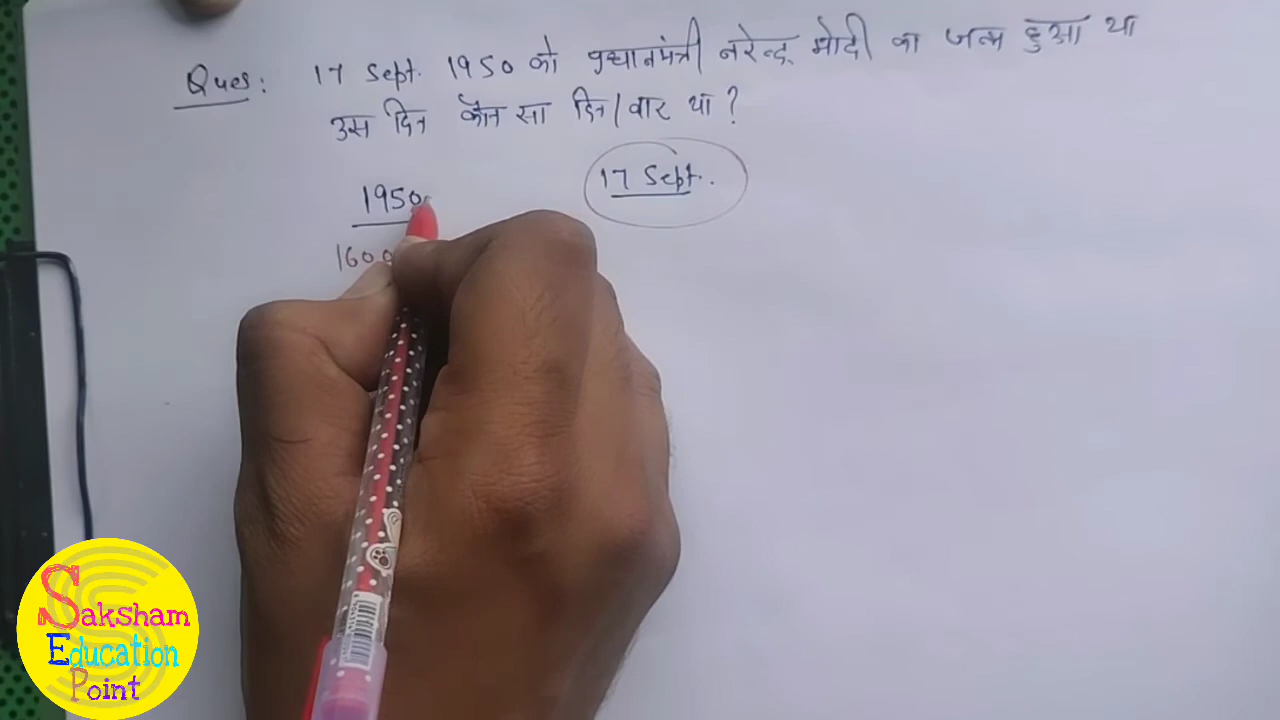 Ques: 17 Sept. 1950 को प्रधानमंत्री नरेन्द्र मोदी का जन्म हुआ था
उस दिन कौन सा दिन/वार था ?
1950
17 Sept.
1600
Saksham
Education
Point